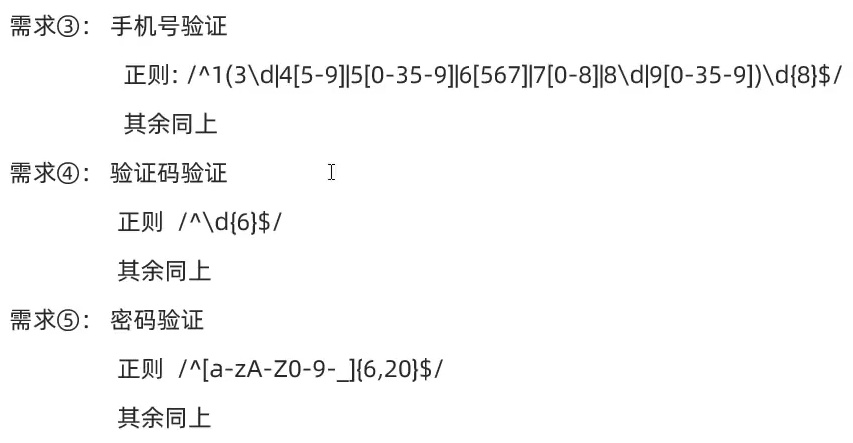 需求③： 手机号验证
正则: /^1(3\d|4[5-9]|5[0-35-9]|6[567]|7[0-8]|8\d|9[0-35-9])\d{8}$/
其余同上
需求④： 验证码验证
正则 /^\d{6}$/
其余同上
需求⑤： 密码验证
正则 /^[a-zA-Z0-9-_]{6,20}$/
其余同上